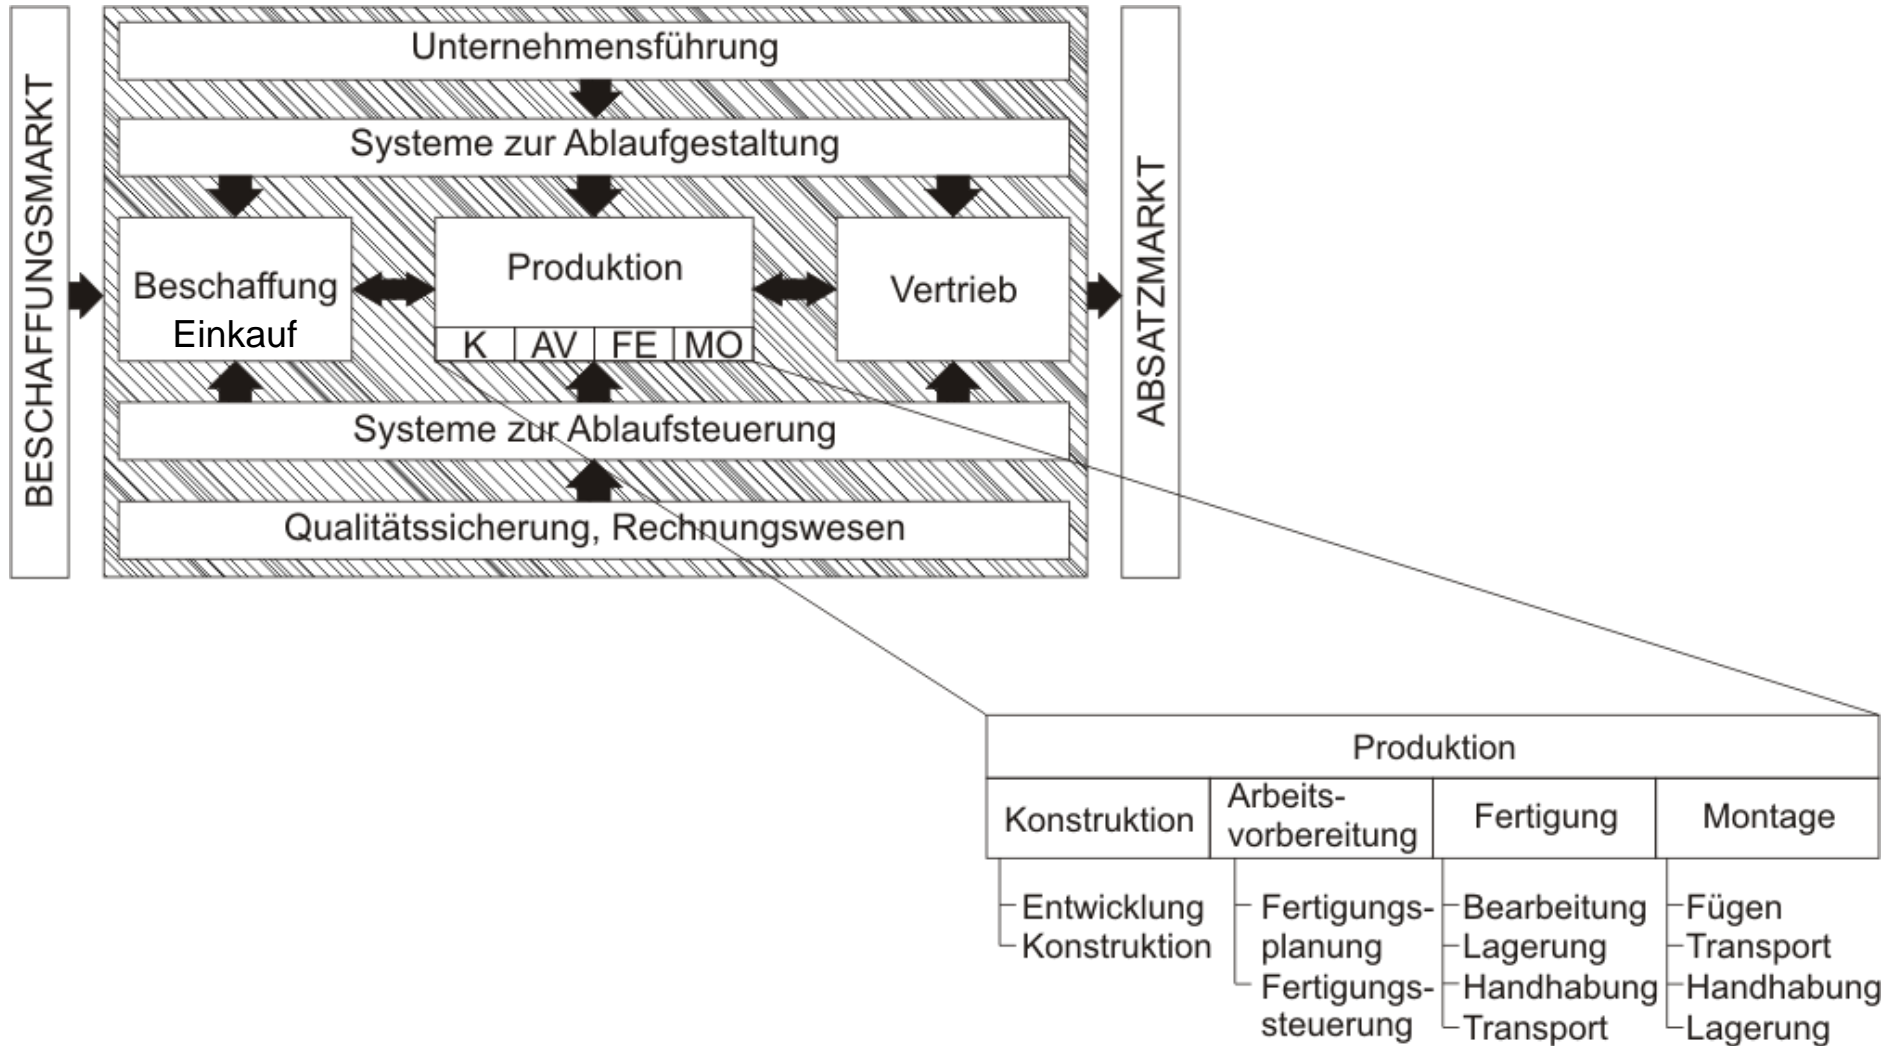 BESCHAFFUNGSMARKT
Unternehmensführung
Systeme zur Ablaufgestaltung
Beschaffung
Einkauf
Produktion
K AV FE MO
Vertrieb
Systeme zur Ablaufsteuerung
Qualitätssicherung, Rechnungswesen
ABSATZMARKT
Produktion
Konstruktion
Arbeits-
vorbereitung
Fertigung
Montage
Entwicklung
Konstruktion
Fertigungs-
planung
Fertigungs-
steuerung
Bearbeitung
Lagerung
Handhabung
Transport
Fügen
Transport
Handhabung
Lagerung